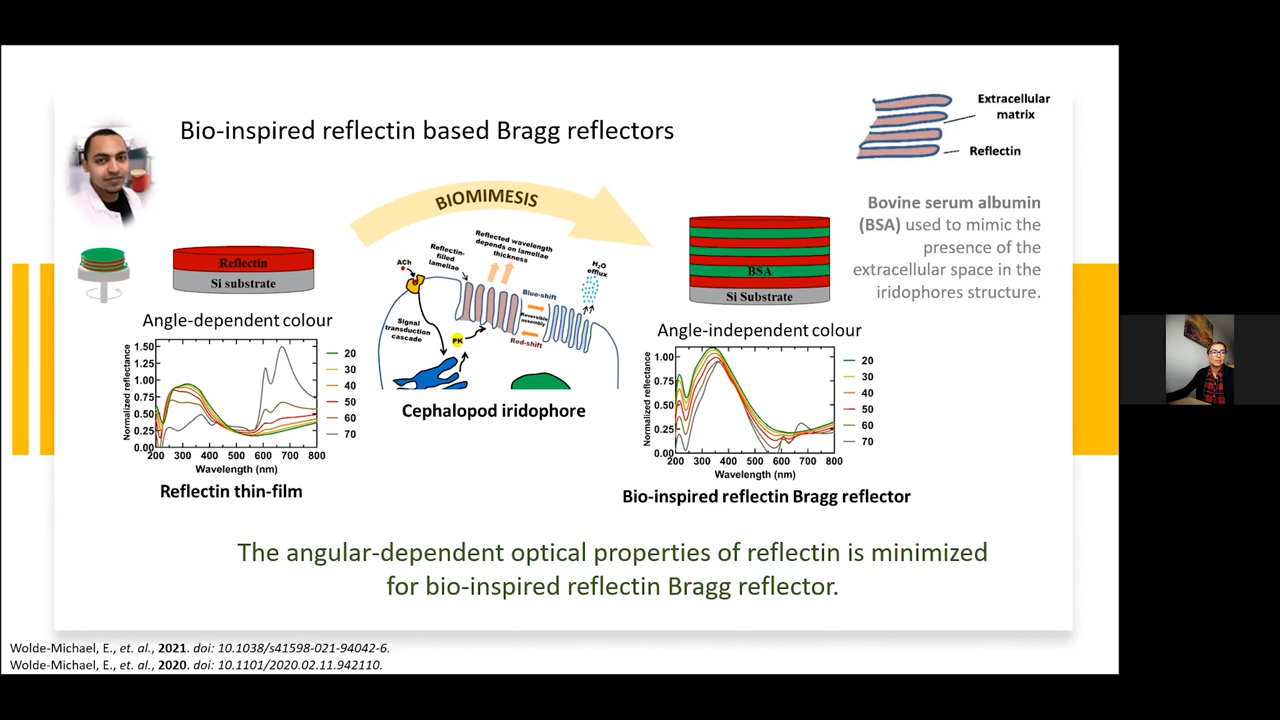 Bio-inspired reflectin based Bragg reflectors
Extracellular
matrix
Reflectin
BIOMIMESIS
Bovine serum albumin
(BSA) used to mimic the
presence of the
extracellular space in the
iridophores structure.
Reflectin
Si substrate
Angle-dependent colour
Normalized reflectance
1.50
1.25
1.00
0.75
0.50
0.25
0.00
200 300 400 500 600 700 800
Wavelength (nm)
20
30
40
50
60
70
Reflectin thin-film
ACh
Reflectin-
filled
lamellae
Reflected wavelength
depends on lamellae
thickness
H₂O
efflux
Blue-shift
Reversible
assembly
Red-shift
Signal
transduction
cascade
PK
Cephalopod iridophore
BSA
Si Substrate
Angle-independent colour
Normalized reflectance
1.00
0.75
0.50
0.25
0.00
200 300 400 500 600 700 800
Wavelength (nm)
20
30
40
50
60
70
Bio-inspired reflectin Bragg reflector
The angular-dependent optical properties of reflectin is minimized
for bio-inspired reflectin Bragg reflector.
Wolde-Michael, E., et. al., 2021. doi: 10.1038/s41598-021-94042-6.
Wolde-Michael, E., et. al., 2020. doi: 10.1101/2020.02.11.942110.